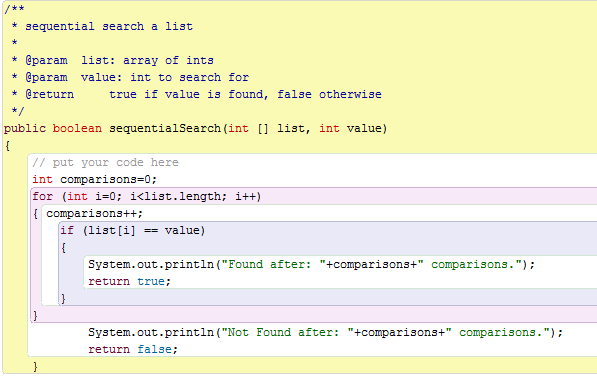 /**
 * sequential search a list
 *
 * @param  list: array of ints
 * @param  value: int to search for
 * @return     true if value is found, false otherwise
 */
public boolean sequentialSearch(int [] list, int value)
{
    // put your code here
    int comparisons=0;
    for (int i=0; i<list.length; i++)
    { comparisons++;
        if (list[i] == value)
        {
            System.out.println("Found after: "+comparisons+" comparisons.");
            return true;
        }
    }
            System.out.println("Not Found after: "+comparisons+" comparisons.");
            return false;
    }